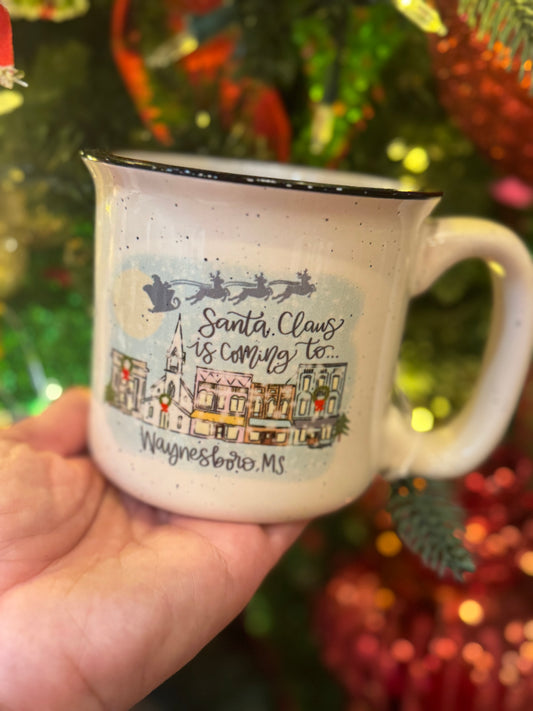 Santa Claus
is coming to...
Waynesboro, MS